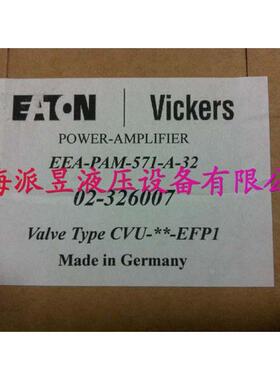 EATON | Vickers
POWER-AMPLIFIER
EEA-PAM-571-A-32
海派昱液压设备有限
02-326007
Valve Type CVU-**-EFP1
Made in Germany